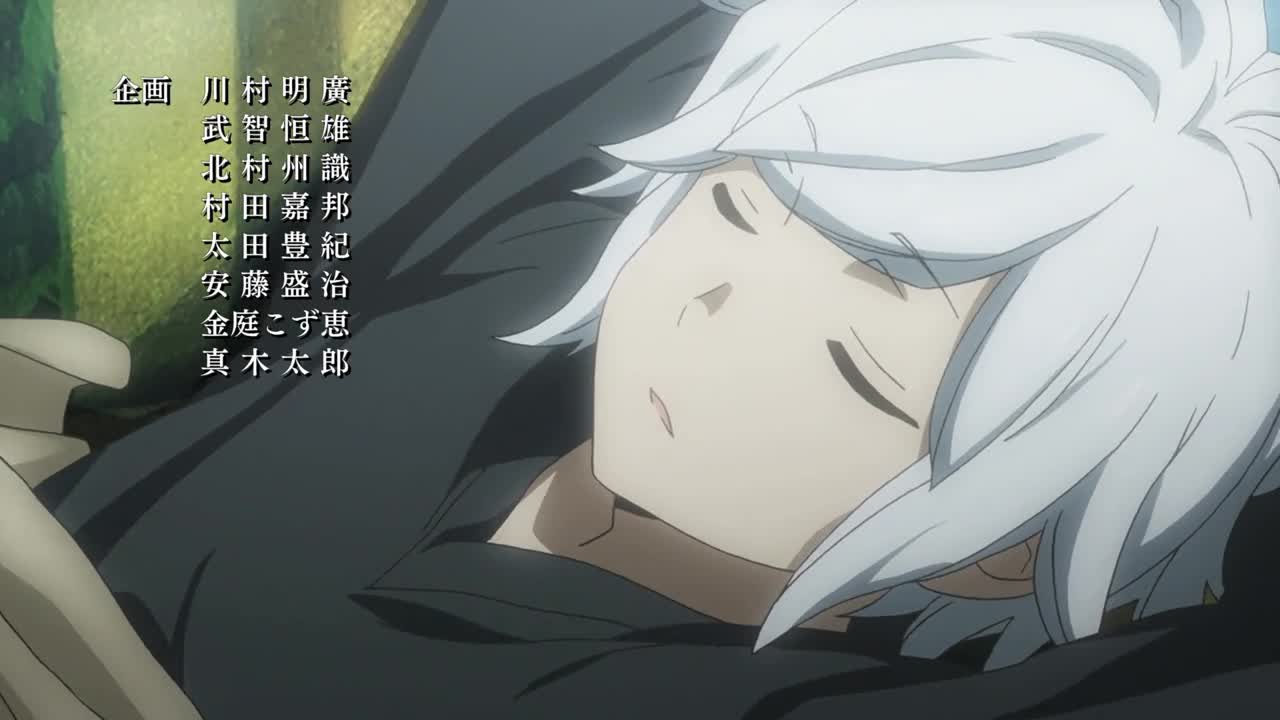 企画 川村明廣
武智恒雄
北村州識
村田嘉邦
太田豊紀
安藤盛治
金庭こず恵
真木太郎